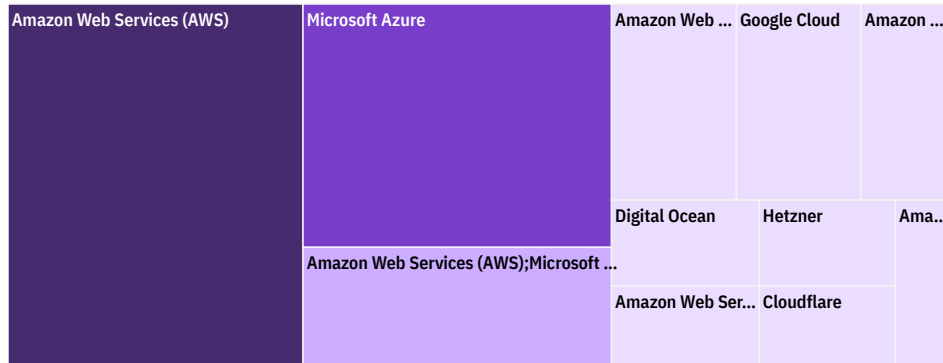 Amazon Web Services (AWS)
Microsoft Azure
Amazon Web Services (AWS);Microsoft ...
Amazon Web ...
Google Cloud
Amazon ...
Digital Ocean
Hetzner
Ama...
Amazon Web Ser...
Cloudflare